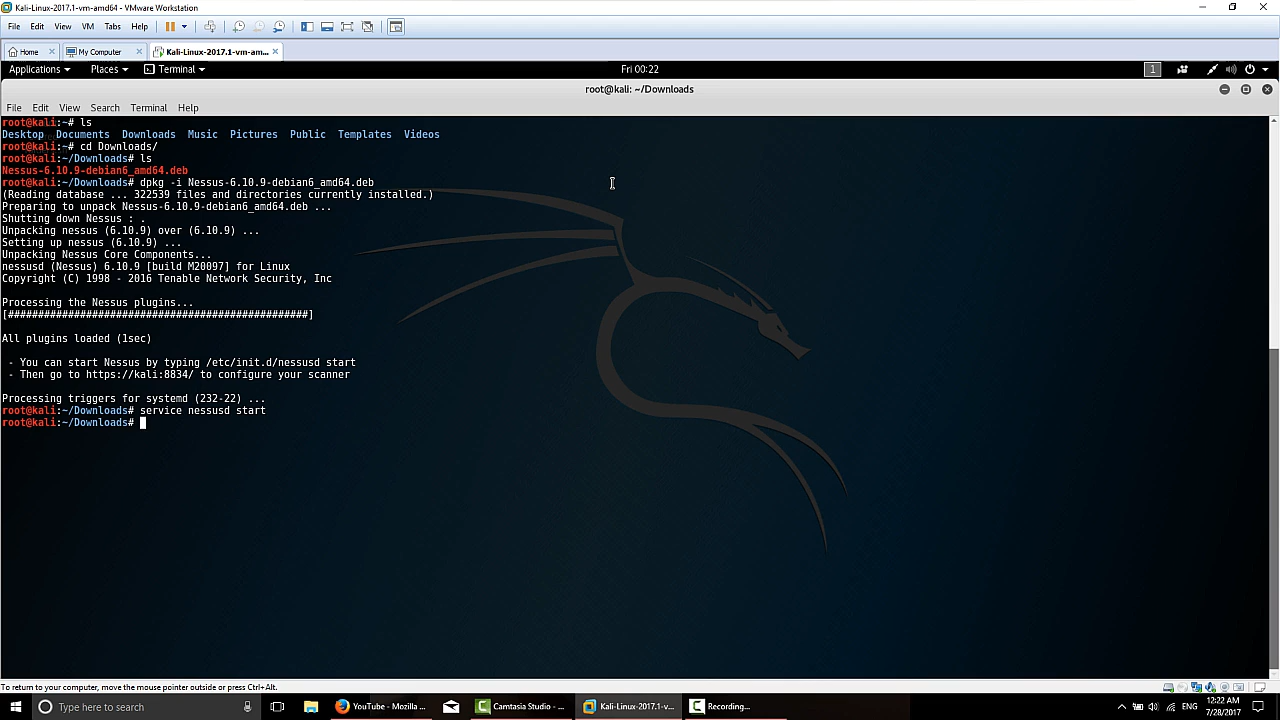 Kali-Linux-2017.1-vm-amd64 - VMware Workstation
File Edit View VM Tabs Help
Home My Computer Kali-Linux-2017.1-vm-am...
Applications Places Terminal Fri 00:22 1
root@kali: ~/Downloads
File Edit View Search Terminal Help
root@kali:~# ls
Desktop Documents Downloads Music Pictures Public Templates Videos
root@kali:~# cd Downloads/
root@kali:~/Downloads# ls
Nessus-6.10.9-debian6_amd64.deb
root@kali:~/Downloads# dpkg -i Nessus-6.10.9-debian6_amd64.deb
(Reading database ... 322539 files and directories currently installed.)
Preparing to unpack Nessus-6.10.9-debian6_amd64.deb ...
Shutting down Nessus : .
Unpacking nessus (6.10.9) over (6.10.9) ...
Setting up nessus (6.10.9) ...
Unpacking Nessus Core Components...
nessusd (Nessus) 6.10.9 [build M20097] for Linux
Copyright (C) 1998 - 2016 Tenable Network Security, Inc
Processing the Nessus plugins...
[##################################################]
All plugins loaded (1sec)
- You can start Nessus by typing /etc/init.d/nessusd start
- Then go to https://kali:8834/ to configure your scanner
Processing triggers for systemd (232-22) ...
root@kali:~/Downloads# service nessusd start
root@kali:~/Downloads#
To return to your computer, move the mouse pointer outside or press Ctrl+Alt.
Type here to search YouTube - Mozilla ... Camtasia Studio - ... Kali-Linux-2017.1-v... Recording... ENG 12:22 AM
7/28/2017